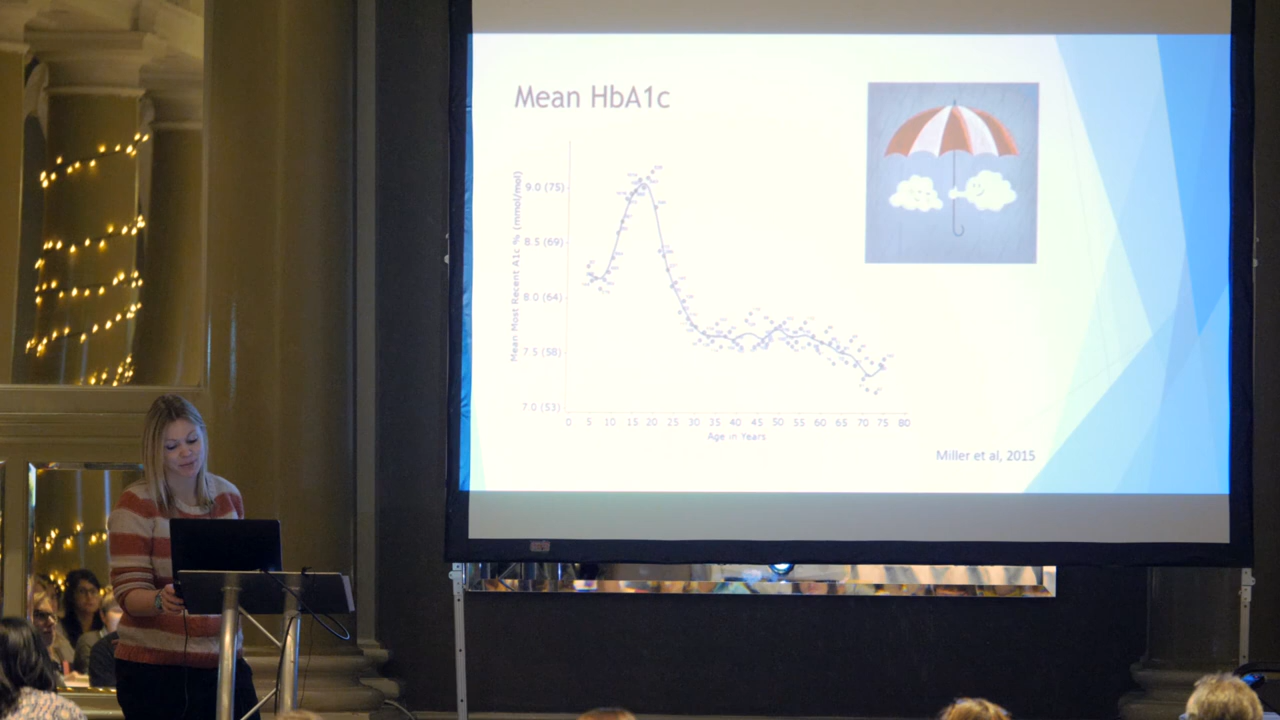 Mean HbA1c
Mean Most Recent A1c % (mmol/mol)
9.0 (75)
8.5 (69)
8.0 (64)
7.5 (58)
7.0 (53)
0 5 10 15 20 25 30 35 40 45 50 55 60 65 70 75 80
Age in Years
Miller et al, 2015